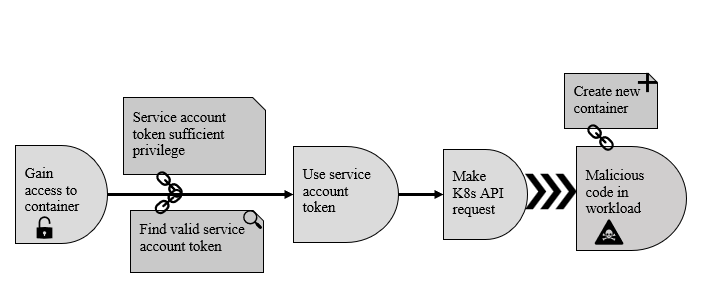 Gain
access to
container
Service account
token sufficient
privilege
Find valid service
account token
Use service
account
token
Make
K8s API
request
Create new
container
Malicious
code in
workload